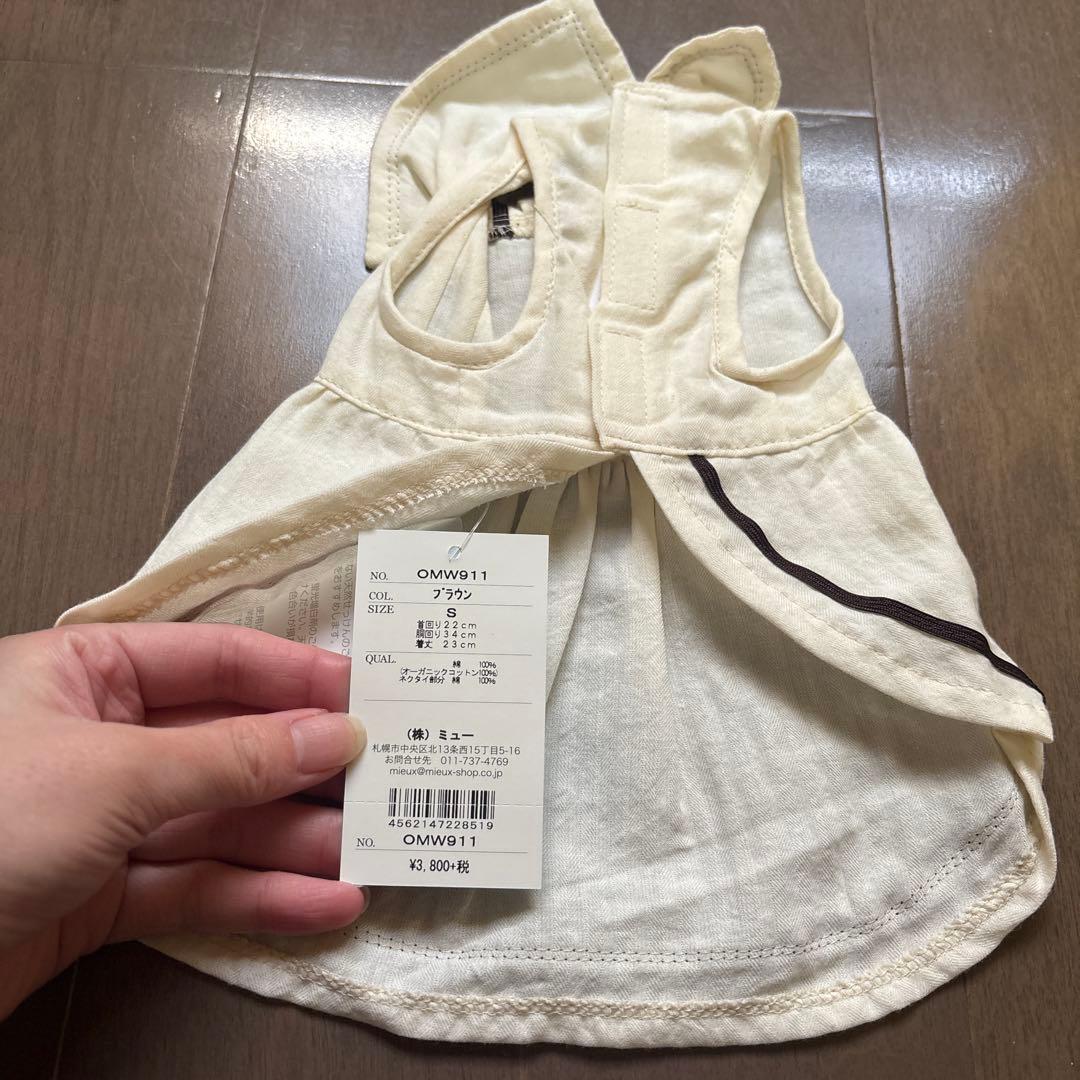 NO. OMW911
COL. ブラウン
SIZE S
首回り22cm
胴回り34cm
着丈 23cm
QUAL. 綿 100%
(オーガニックコットン100%)
ネクタイ部分 綿 100%
(株)ミュー
札幌市中央区北13条西15丁目5-16
お問合せ先 011-737-4769
mieux@mieux-shop.co.jp
4562147228519
NO. OMW911
¥3,800+税